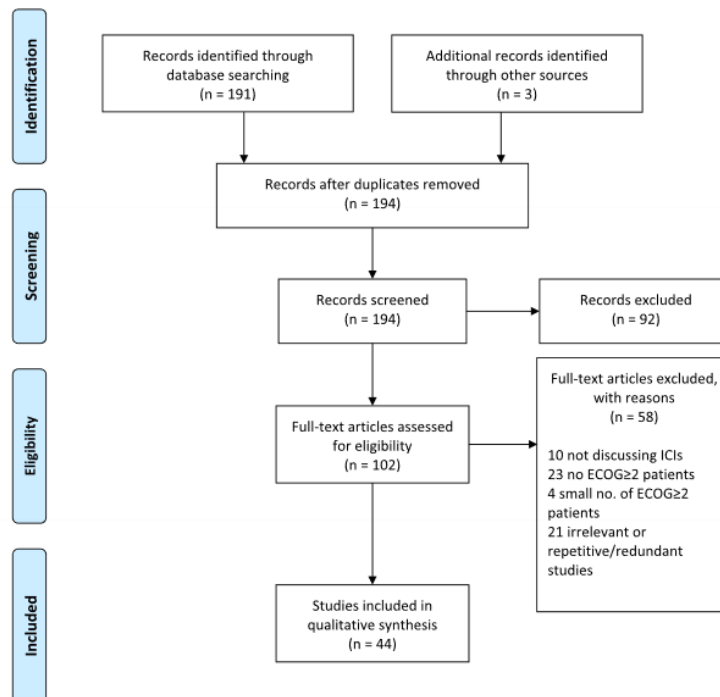 Identification
Records identified through
database searching
(n = 191)
Additional records identified
through other sources
(n = 3)
Records after duplicates removed
(n = 194)
Screening
Records screened
(n = 194)
Records excluded
(n = 92)
Eligibility
Full-text articles assessed
for eligibility
(n = 102)
Full-text articles excluded,
with reasons
(n = 58)
10 not discussing ICIs
23 no ECOG≥2 patients
4 small no. of ECOG≥2
patients
21 irrelevant or
repetitive/redundant
studies
Included
Studies included in
qualitative synthesis
(n = 44)